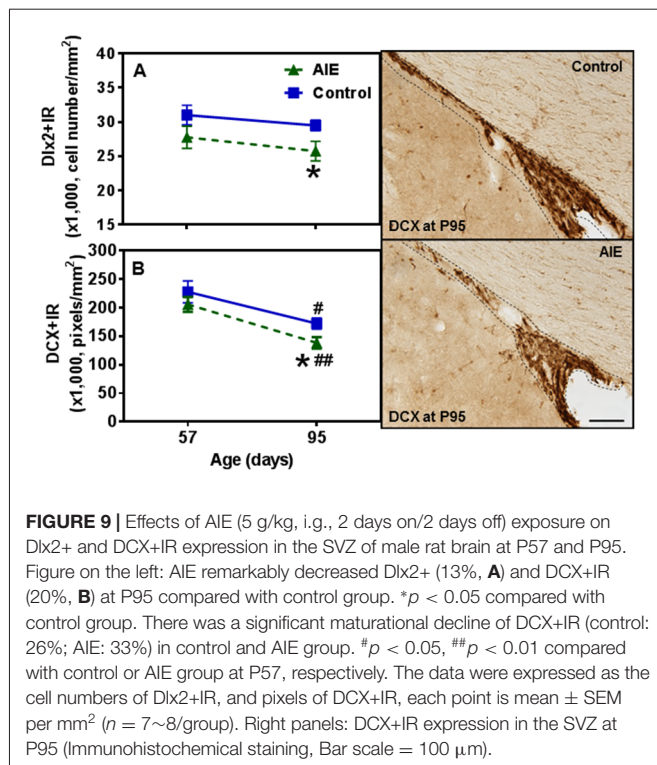 40
35
30
25
20
15
Dlx2+IR
(x1,000, cell number/mm²)
A
AIE
Control
*
Control
DCX at P95
300
250
200
150
100
50
0
DCX+IR
(x1,000, pixels/mm²)
B
#
* ##
57 95
Age (days)
AIE
DCX at P95
FIGURE 9 | Effects of AIE (5 g/kg, i.g., 2 days on/2 days off) exposure on
Dlx2+ and DCX+IR expression in the SVZ of male rat brain at P57 and P95.
Figure on the left: AIE remarkably decreased Dlx2+ (13%, A) and DCX+IR
(20%, B) at P95 compared with control group. *p < 0.05 compared with
control group. There was a significant maturational decline of DCX+IR (control:
26%; AIE: 33%) in control and AIE group. #p < 0.05, ##p < 0.01 compared
with control or AIE group at P57, respectively. The data were expressed as the
cell numbers of Dlx2+IR, and pixels of DCX+IR, each point is mean ± SEM
per mm² (n = 7~8/group). Right panels: DCX+IR expression in the SVZ at
P95 (Immunohistochemical staining, Bar scale = 100 μm).